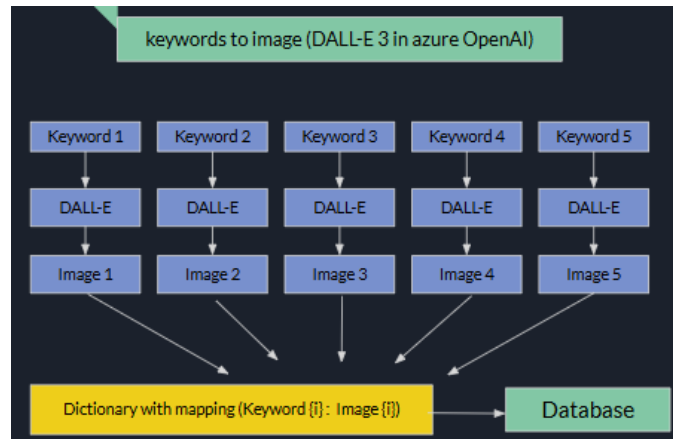 keywords to image (DALL-E 3 in azure OpenAI)
Keyword 1 Keyword 2 Keyword 3 Keyword 4 Keyword 5
DALL-E DALL-E DALL-E DALL-E DALL-E
Image 1 Image 2 Image 3 Image 4 Image 5
Dictionary with mapping (Keyword {i} : Image {i}) Database